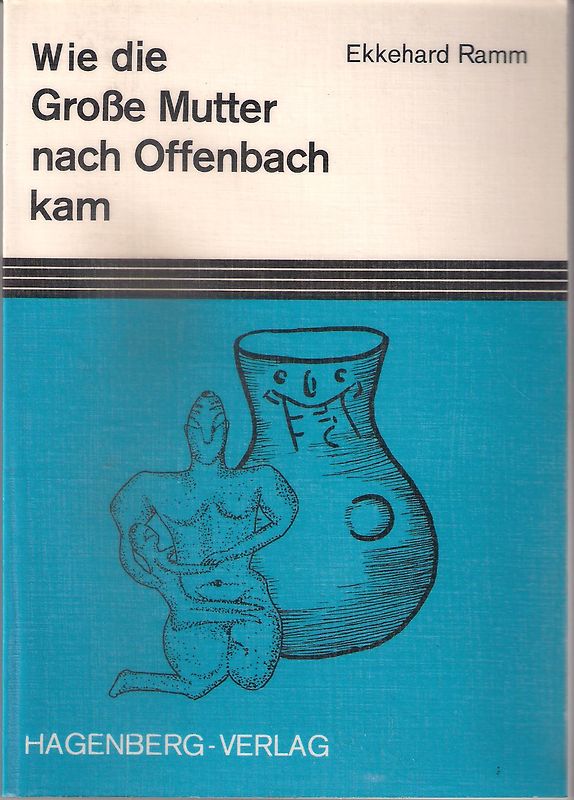 Wie die
Große Mutter
nach Offenbach
kam
Ekkehard Ramm
HAGENBERG-VERLAG